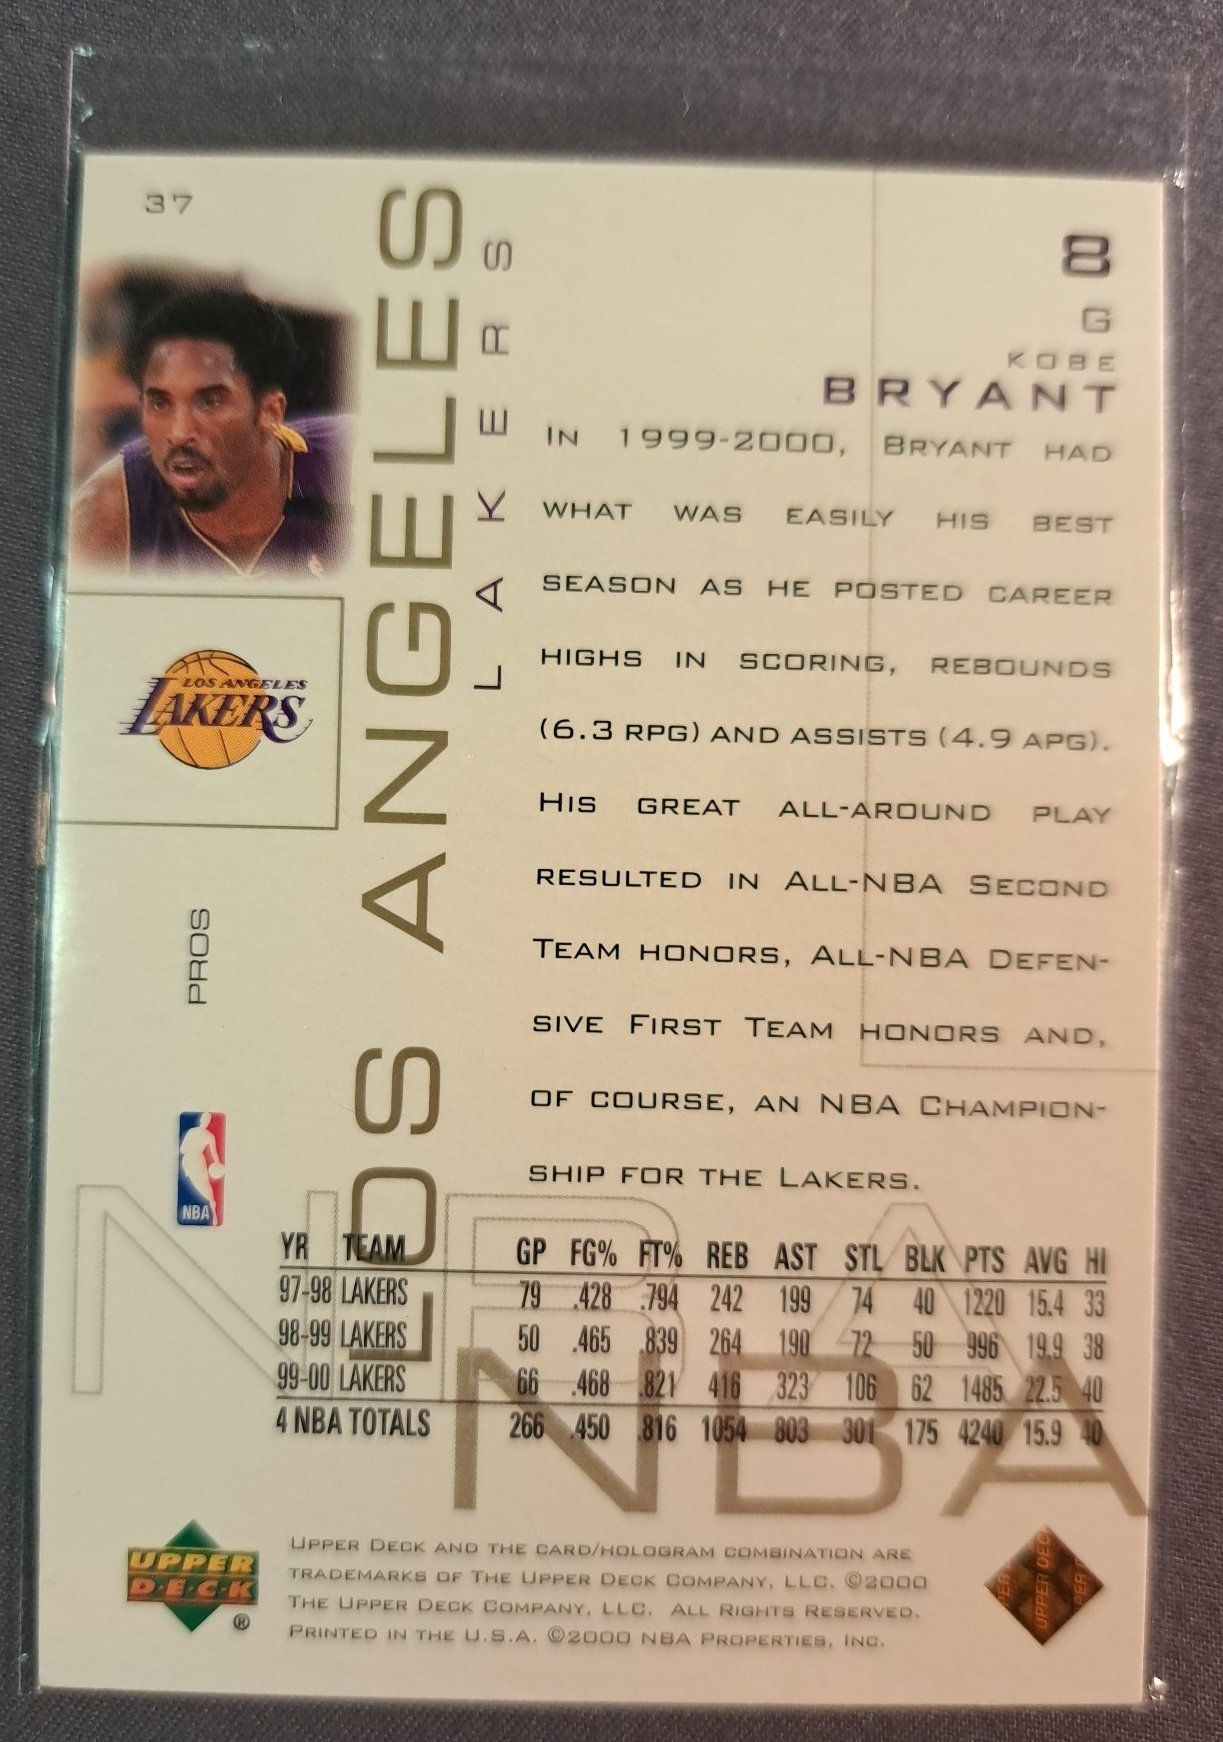 37
8
G
KOBE
BRYANT
LOS ANGELES
LAKERS
IN 1999-2000, BRYANT HAD
WHAT WAS EASILY HIS BEST
SEASON AS HE POSTED CAREER
HIGHS IN SCORING, REBOUNDS
(6.3 RPG) AND ASSISTS (4.9 APG).
HIS GREAT ALL-AROUND PLAY
RESULTED IN ALL-NBA SECOND
TEAM HONORS, ALL-NBA DEFEN-
SIVE FIRST TEAM HONORS AND,
OF COURSE, AN NBA CHAMPION-
SHIP FOR THE LAKERS.
LOS ANGELES
LAKERS
PROS
NBA
NBA
NBA
YR TEAM GP FG% FT% REB AST STL BLK PTS AVG HI
97-98 LAKERS 79 .428 .794 242 199 74 40 1220 15.4 33
98-99 LAKERS 50 .465 .839 264 190 72 50 996 19.9 38
99-00 LAKERS 66 .468 .821 416 323 106 62 1485 22.5 40
4 NBA TOTALS 266 .450 .816 1054 803 301 175 4240 15.9 40
UPPER
D·E·C·K
®
UPPER DECK AND THE CARD/HOLOGRAM COMBINATION ARE
TRADEMARKS OF THE UPPER DECK COMPANY, LLC. ©2000
THE UPPER DECK COMPANY, LLC. ALL RIGHTS RESERVED.
PRINTED IN THE U.S.A. ©2000 NBA PROPERTIES, INC.
UPPER DECK